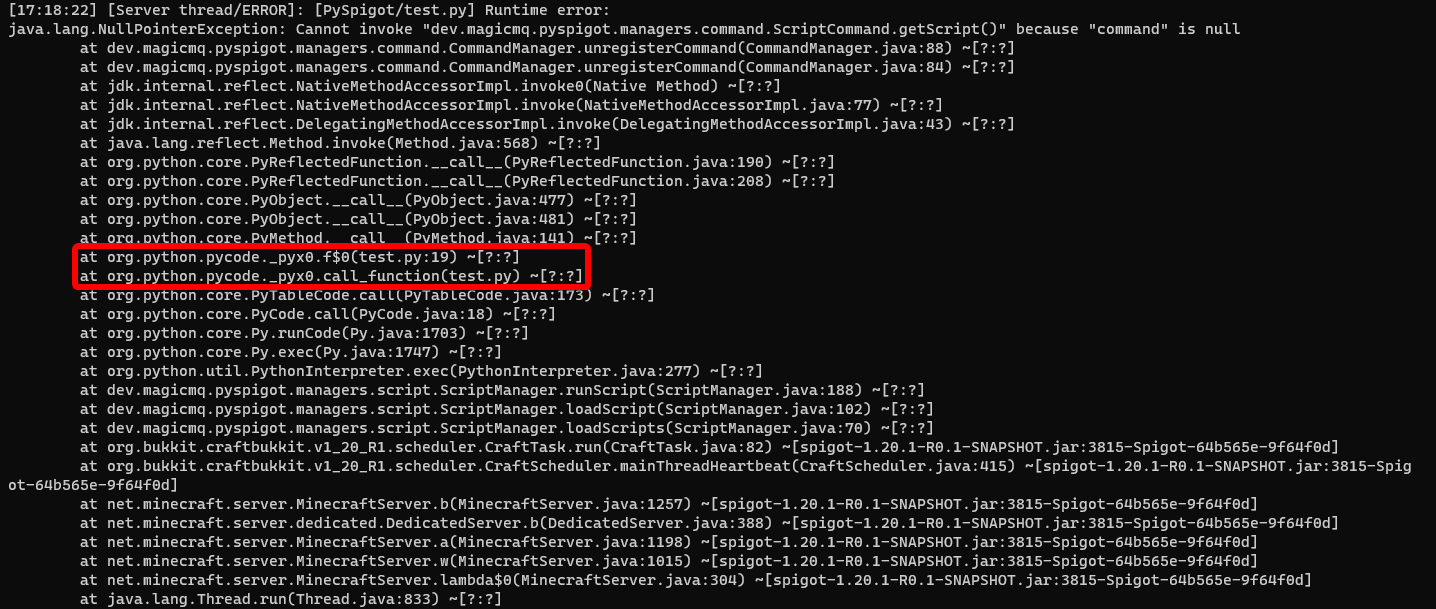 [17:18:22] [Server thread/ERROR]: [PySpigot/test.py] Runtime error:
java.lang.NullPointerException: Cannot invoke "dev.magicmq.pyspigot.managers.command.ScriptCommand.getScript()" because "command" is null
at dev.magicmq.pyspigot.managers.command.CommandManager.unregisterCommand(CommandManager.java:88) ~[?:?]
at dev.magicmq.pyspigot.managers.command.CommandManager.unregisterCommand(CommandManager.java:84) ~[?:?]
at jdk.internal.reflect.NativeMethodAccessorImpl.invoke0(Native Method) ~[?:?]
at jdk.internal.reflect.NativeMethodAccessorImpl.invoke(NativeMethodAccessorImpl.java:77) ~[?:?]
at jdk.internal.reflect.DelegatingMethodAccessorImpl.invoke(DelegatingMethodAccessorImpl.java:43) ~[?:?]
at java.lang.reflect.Method.invoke(Method.java:568) ~[?:?]
at org.python.core.PyReflectedFunction.__call__(PyReflectedFunction.java:190) ~[?:?]
at org.python.core.PyReflectedFunction.__call__(PyReflectedFunction.java:208) ~[?:?]
at org.python.core.PyObject.__call__(PyObject.java:477) ~[?:?]
at org.python.core.PyObject.__call__(PyObject.java:481) ~[?:?]
at org.python.core.PyMethod.__call__(PyMethod.java:141) ~[?:?]
at org.python.pycode._pyx0.f$0(test.py:19) ~[?:?]
at org.python.pycode._pyx0.call_function(test.py) ~[?:?]
at org.python.core.PyTableCode.call(PyTableCode.java:173) ~[?:?]
at org.python.core.PyCode.call(PyCode.java:18) ~[?:?]
at org.python.core.Py.runCode(Py.java:1703) ~[?:?]
at org.python.core.Py.exec(Py.java:1747) ~[?:?]
at org.python.util.PythonInterpreter.exec(PythonInterpreter.java:277) ~[?:?]
at dev.magicmq.pyspigot.managers.script.ScriptManager.runScript(ScriptManager.java:188) ~[?:?]
at dev.magicmq.pyspigot.managers.script.ScriptManager.loadScript(ScriptManager.java:102) ~[?:?]
at dev.magicmq.pyspigot.managers.script.ScriptManager.loadScripts(ScriptManager.java:70) ~[?:?]
at org.bukkit.craftbukkit.v1_20_R1.scheduler.CraftTask.run(CraftTask.java:82) ~[spigot-1.20.1-R0.1-SNAPSHOT.jar:3815-Spigot-64b565e-9f64f0d]
at org.bukkit.craftbukkit.v1_20_R1.scheduler.CraftScheduler.mainThreadHeartbeat(CraftScheduler.java:415) ~[spigot-1.20.1-R0.1-SNAPSHOT.jar:3815-Spig
ot-64b565e-9f64f0d]
at net.minecraft.server.MinecraftServer.b(MinecraftServer.java:1257) ~[spigot-1.20.1-R0.1-SNAPSHOT.jar:3815-Spigot-64b565e-9f64f0d]
at net.minecraft.server.dedicated.DedicatedServer.b(DedicatedServer.java:388) ~[spigot-1.20.1-R0.1-SNAPSHOT.jar:3815-Spigot-64b565e-9f64f0d]
at net.minecraft.server.MinecraftServer.a(MinecraftServer.java:1198) ~[spigot-1.20.1-R0.1-SNAPSHOT.jar:3815-Spigot-64b565e-9f64f0d]
at net.minecraft.server.MinecraftServer.w(MinecraftServer.java:1015) ~[spigot-1.20.1-R0.1-SNAPSHOT.jar:3815-Spigot-64b565e-9f64f0d]
at net.minecraft.server.MinecraftServer.lambda$0(MinecraftServer.java:304) ~[spigot-1.20.1-R0.1-SNAPSHOT.jar:3815-Spigot-64b565e-9f64f0d]
at java.lang.Thread.run(Thread.java:833) ~[?:?]